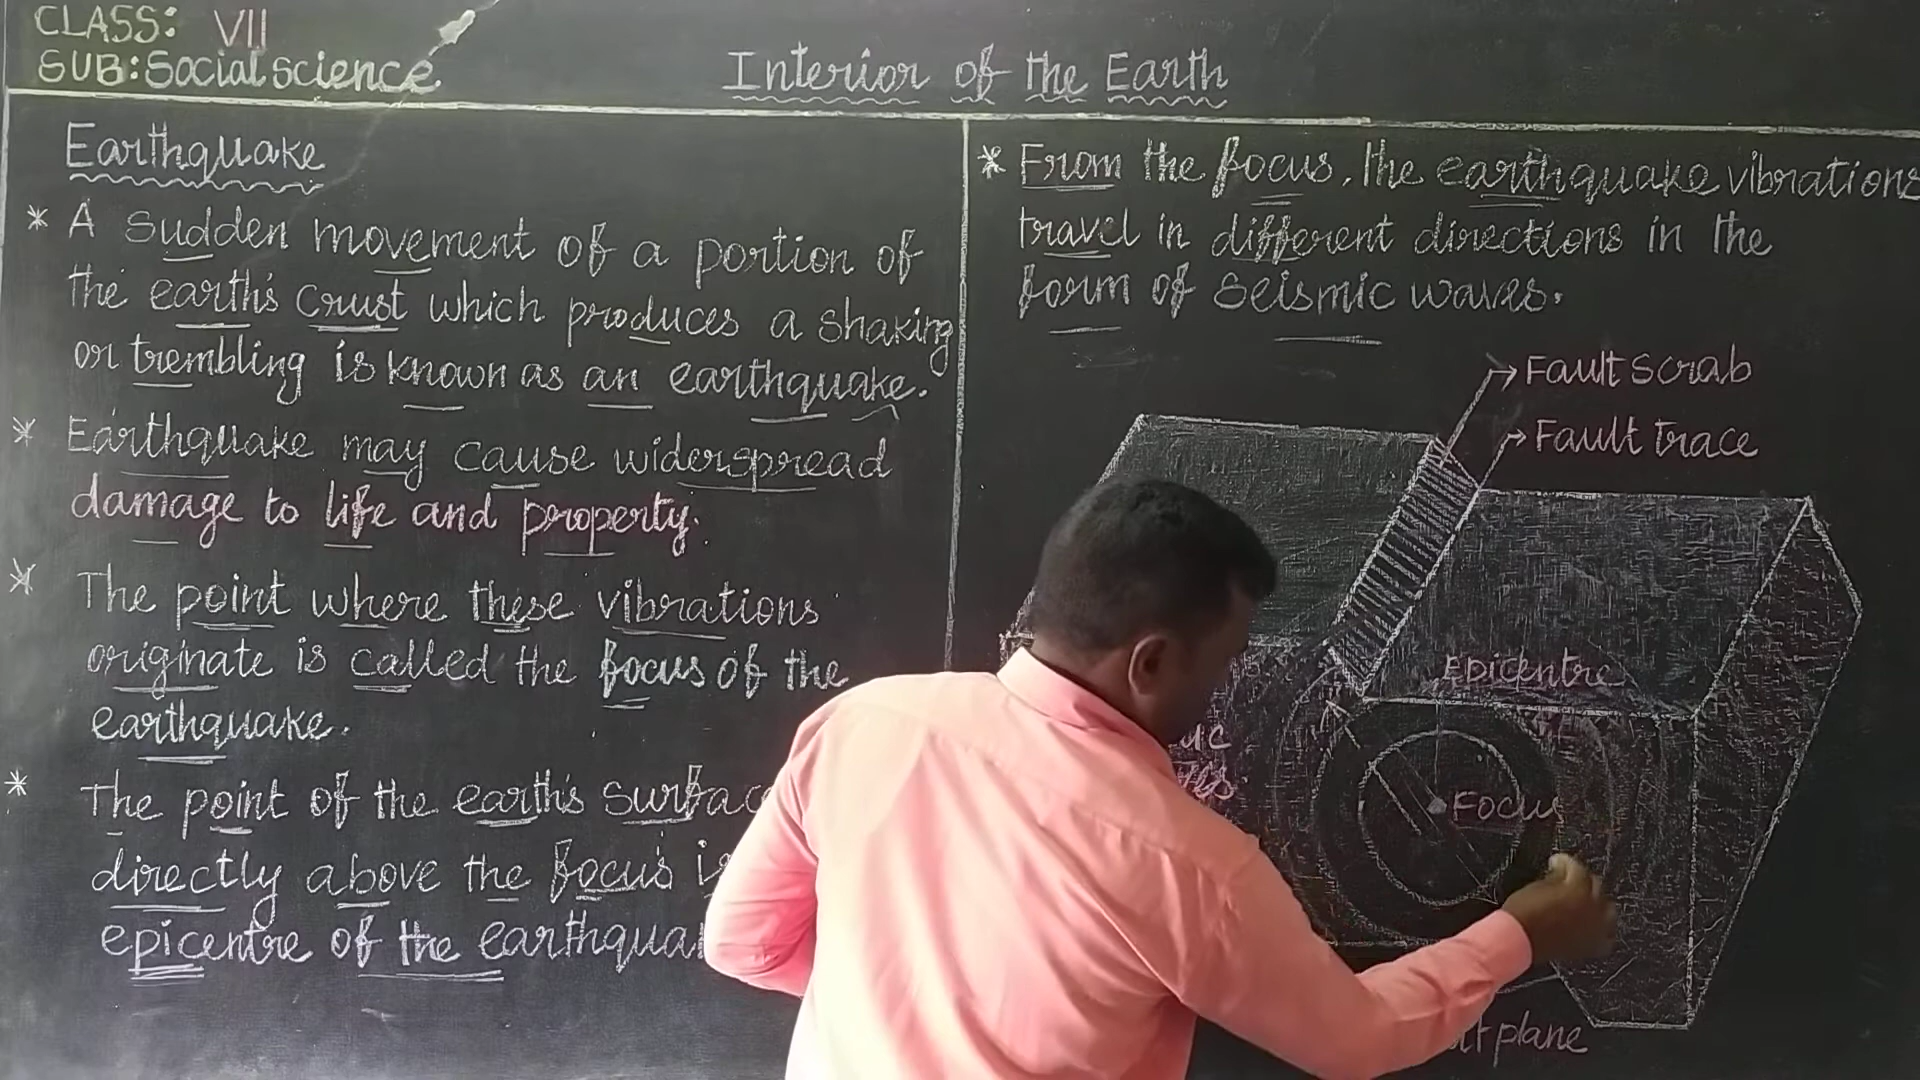 CLASS: VII
SUB: Social science.
Interior of the Earth
Earthquake
* A sudden movement of a portion of
the earth's crust which produces a shaking
or trembling is known as an earthquake.
* Earthquake may cause widerspread
damage to life and property.
* The point where these vibrations
originate is called the focus of the
earthquake.
* The point of the earth's surfac
directly above the focus is
epicentre of the earthqua
* From the focus, the earthquake vibrations
travel in different directions in the
form of seismic waves.
Fault scrab
Fault trace
Epicentre
Focus
plane